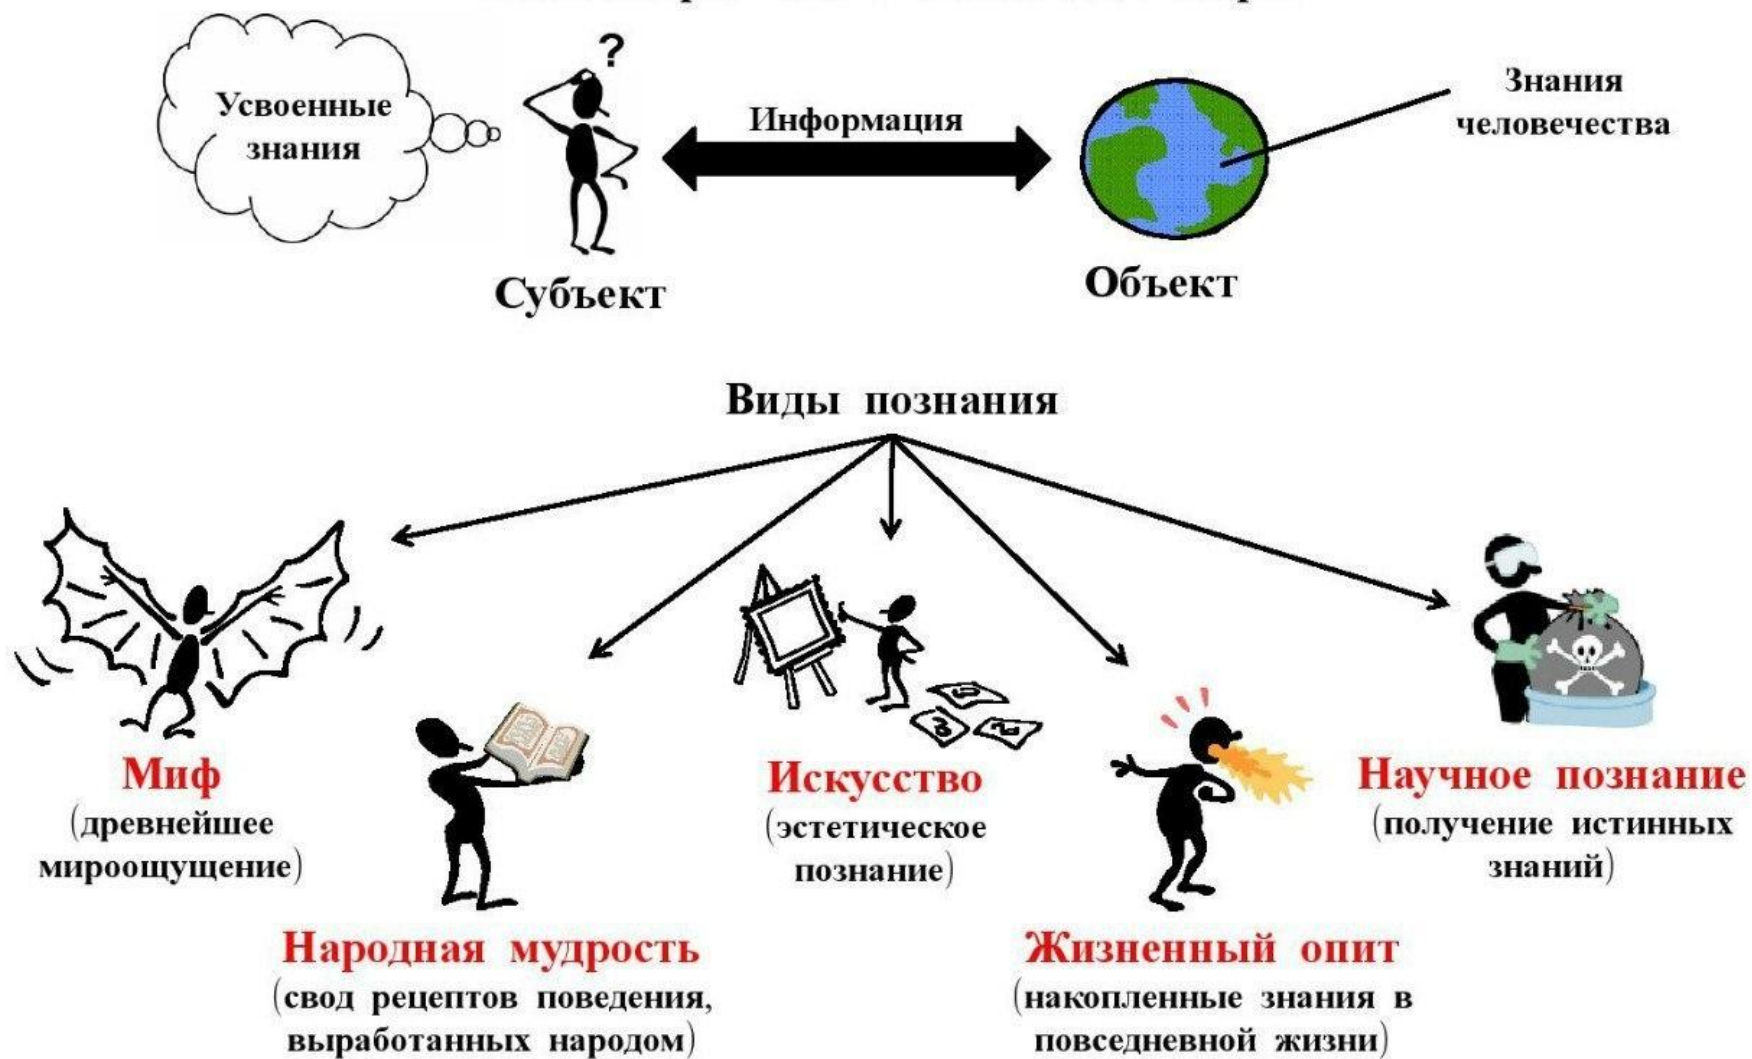 ?
Усвоенные
знания
Информация
Знания
человечества
Субъект
Объект
Виды познания
Миф
(древнейшее
мироощущение)
Народная мудрость
(свод рецептов поведения,
выработанных народом)
Искусство
(эстетическое
познание)
Жизненный опит
(накопленные знания в
повседневной жизни)
Научное познание
(получение истинных
знаний)